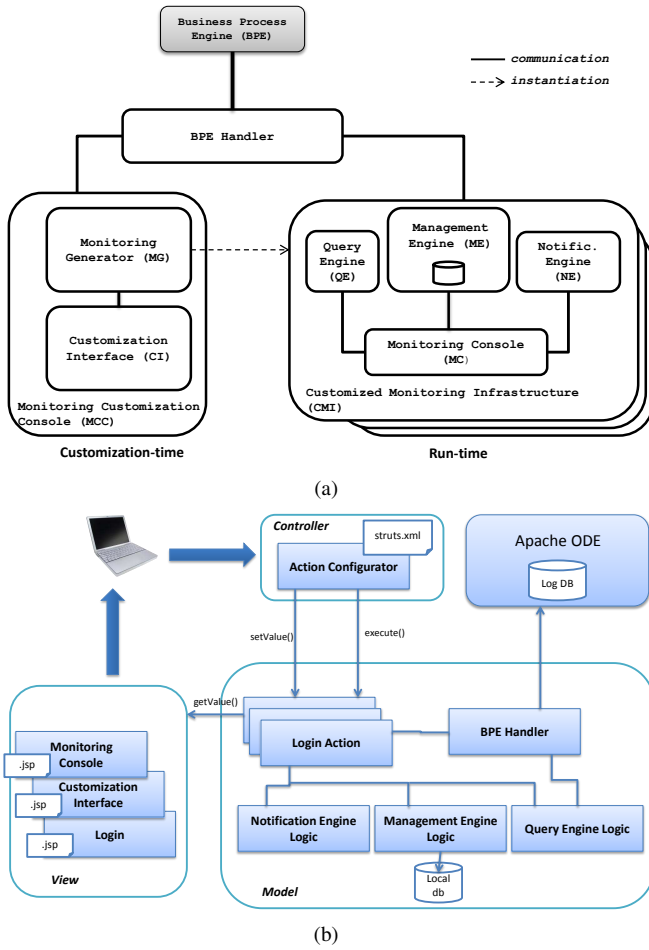 Business Process
Engine (BPE)
communication
instantiation
BPE Handler
Monitoring
Generator (MG)
Customization
Interface (CI)
Monitoring Customization
Console (MCC)
Query
Engine
(QE)
Management
Engine (ME)
Notific.
Engine
(NE)
Monitoring Console
(MC)
Customized Monitoring Infrastructure
(CMI)
Customization-time
Run-time
(a)
Controller
struts.xml
Action Configurator
Apache ODE
Log DB
setValue()
execute()
getValue()
Monitoring
Console
.jsp
Customization
Interface
.jsp
Login
.jsp
View
Login Action
BPE Handler
Notification Engine
Logic
Management Engine
Logic
Query Engine Logic
Local
db
Model
(b)